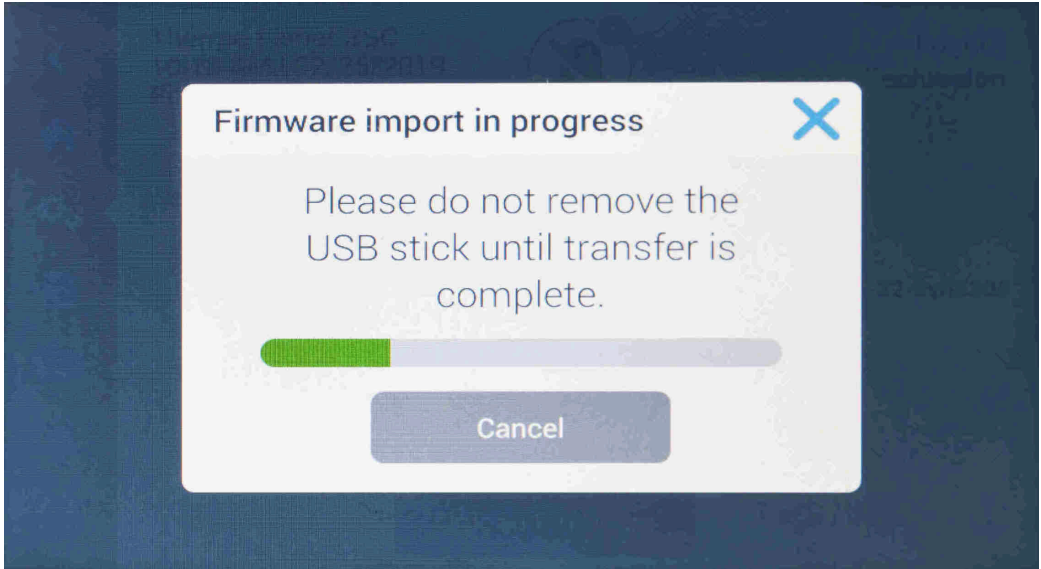 Firmware import in progress
Please do not remove the
USB stick until transfer is
complete.
Cancel